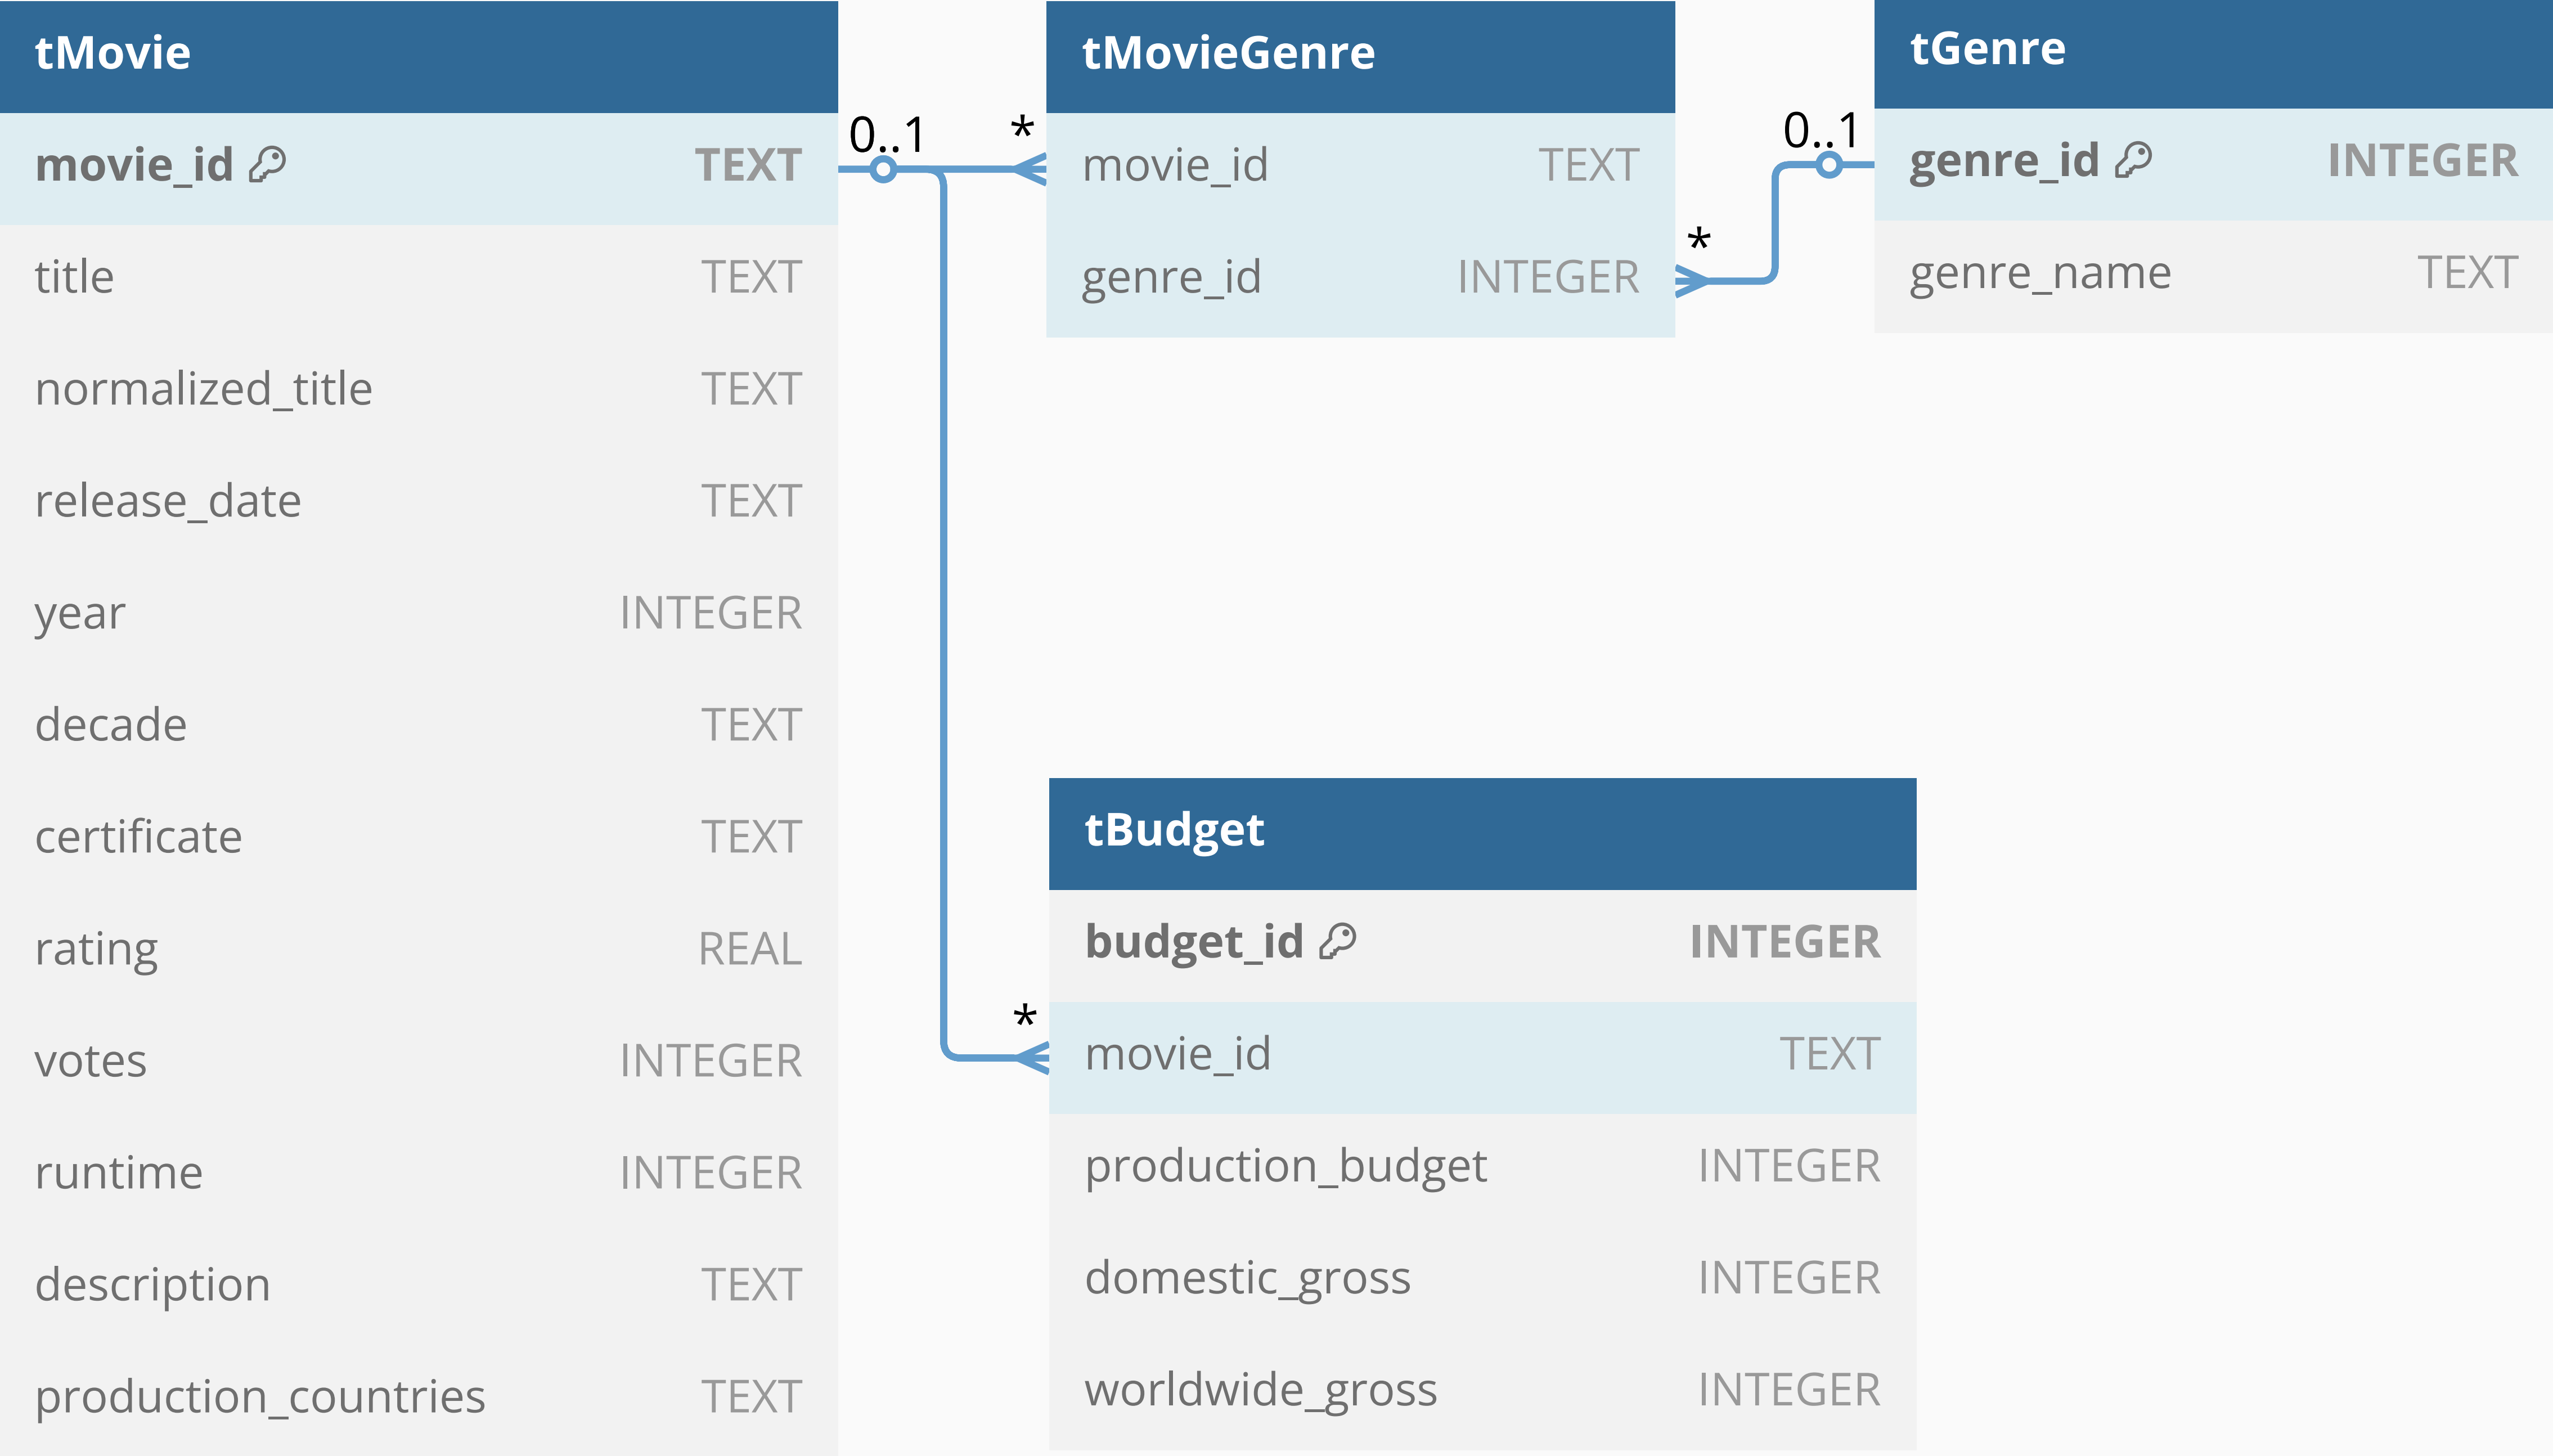 tMovie
movie_id TEXT
title TEXT
normalized_title TEXT
release_date TEXT
year INTEGER
decade TEXT
certificate TEXT
rating REAL
votes INTEGER
runtime INTEGER
description TEXT
production_countries TEXT
0..1 *
tMovieGenre
movie_id TEXT
genre_id INTEGER
* 0..1
tGenre
genre_id INTEGER
genre_name TEXT
*
tBudget
budget_id INTEGER
movie_id TEXT
production_budget INTEGER
domestic_gross INTEGER
worldwide_gross INTEGER